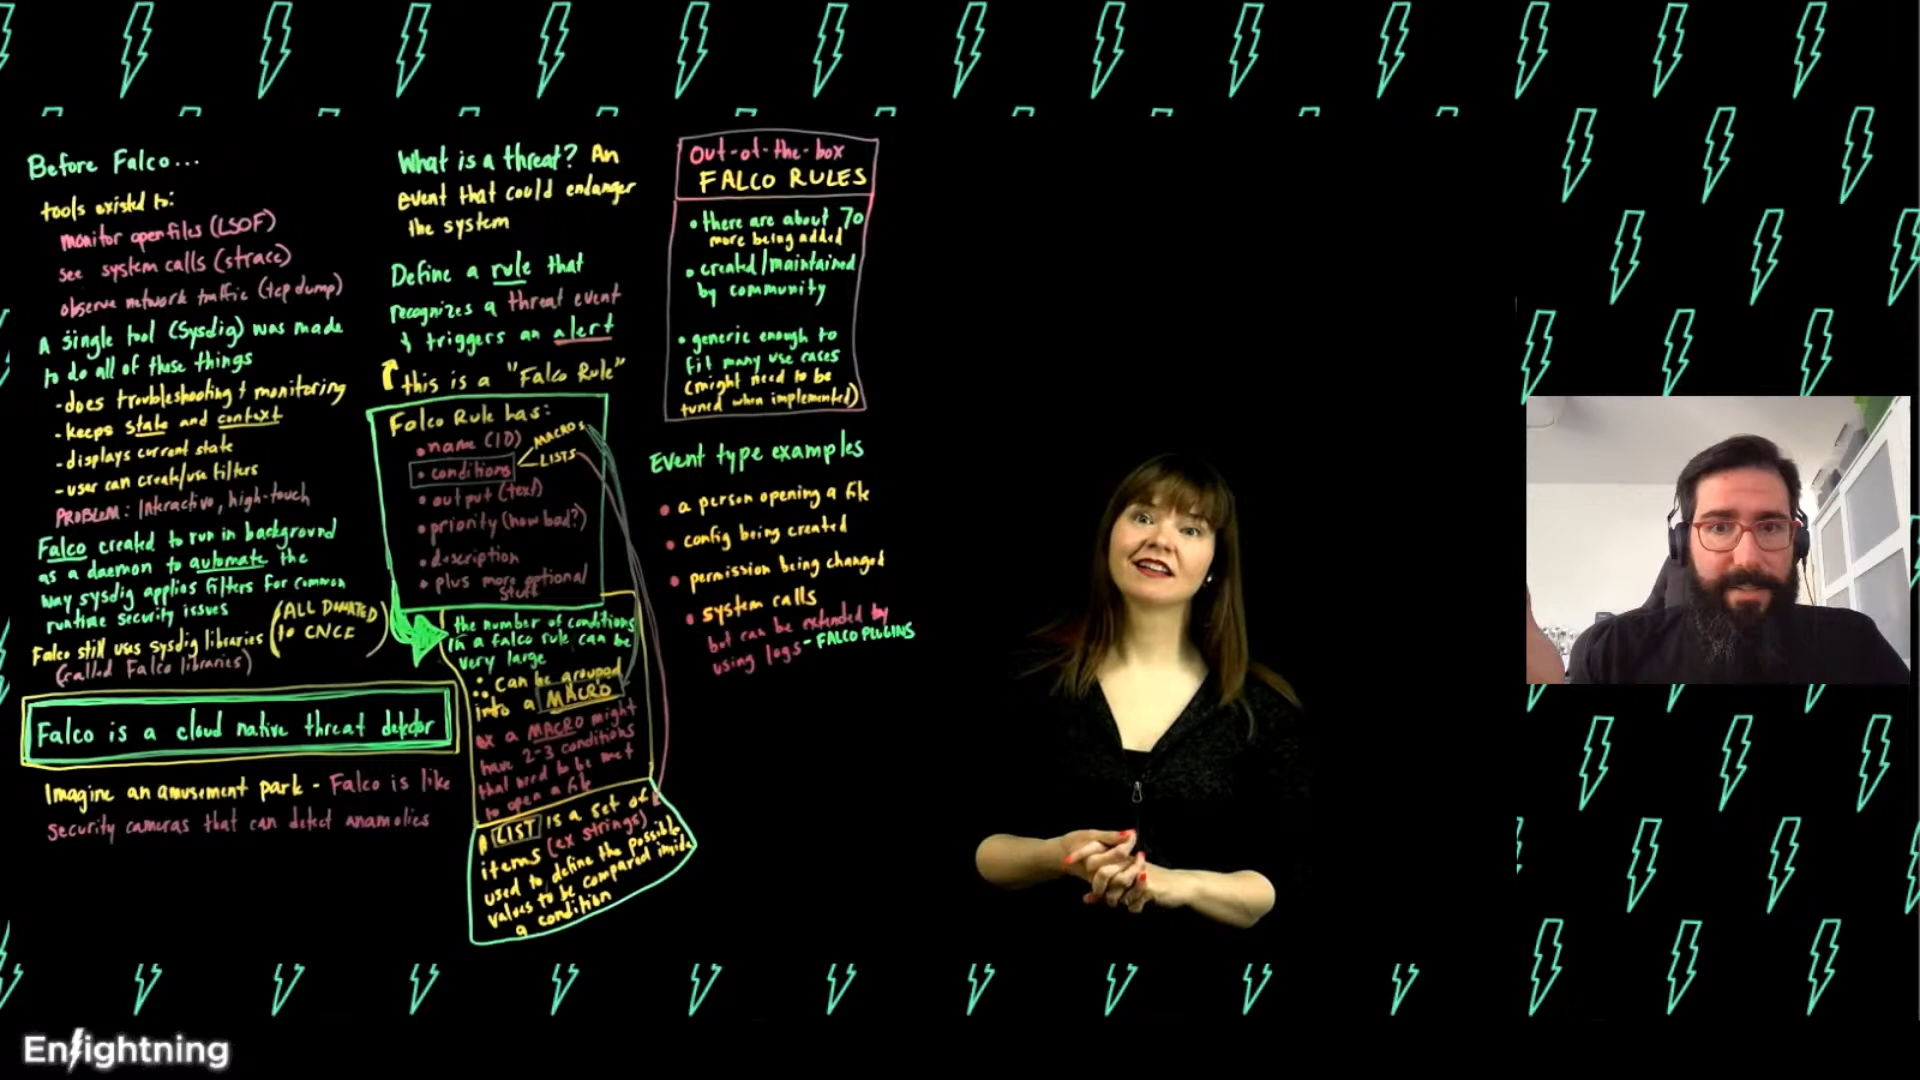 Before Falco...
tools existed to:
monitor open files (LSOF)
see system calls (strace)
observe network traffic (tcp dump)
A single tool (Sysdig) was made
to do all of these things
-does troubleshooting + monitoring
-keeps state and context
-displays current state
-user can create/use filters
PROBLEM: Interactive, high-touch
Falco created to run in background
as a daemon to automate the
way sysdig applies filters for common
runtime security issues
(ALL DONATED
to CNCF)
Falco still uses sysdig libraries
(called Falco libraries)
Falco is a cloud native threat detector
Imagine an amusement park - Falco is like
security cameras that can detect anamolies
What is a threat? An
event that could endanger
the system
Define a rule that
recognizes a threat event
& triggers an alert
this is a "Falco Rule"
Falco Rule has:
• name (ID)
• conditions
MACROS
LISTS
• output (text)
• priority (how bad?)
• description
• plus more optional
stuff
the number of conditions
in a falco rule can be
very large
∴ can be grouped
into a MACRO
ex a MACRO might
have 2-3 conditions
that need to be met
to open a file
A LIST is a set of
items (ex strings)
used to define the possible
values to be compared inside
a condition
Out-of-the-box
FALCO RULES
• there are about 70
more being added
• created/maintained
by community
• generic enough to
fit many use cases
(might need to be
tuned when implemented)
Event type examples
• a person opening a file
• config being created
• permission being changed
• system calls
but can be extended by
using logs - FALCO PLUGINS
Enlightning